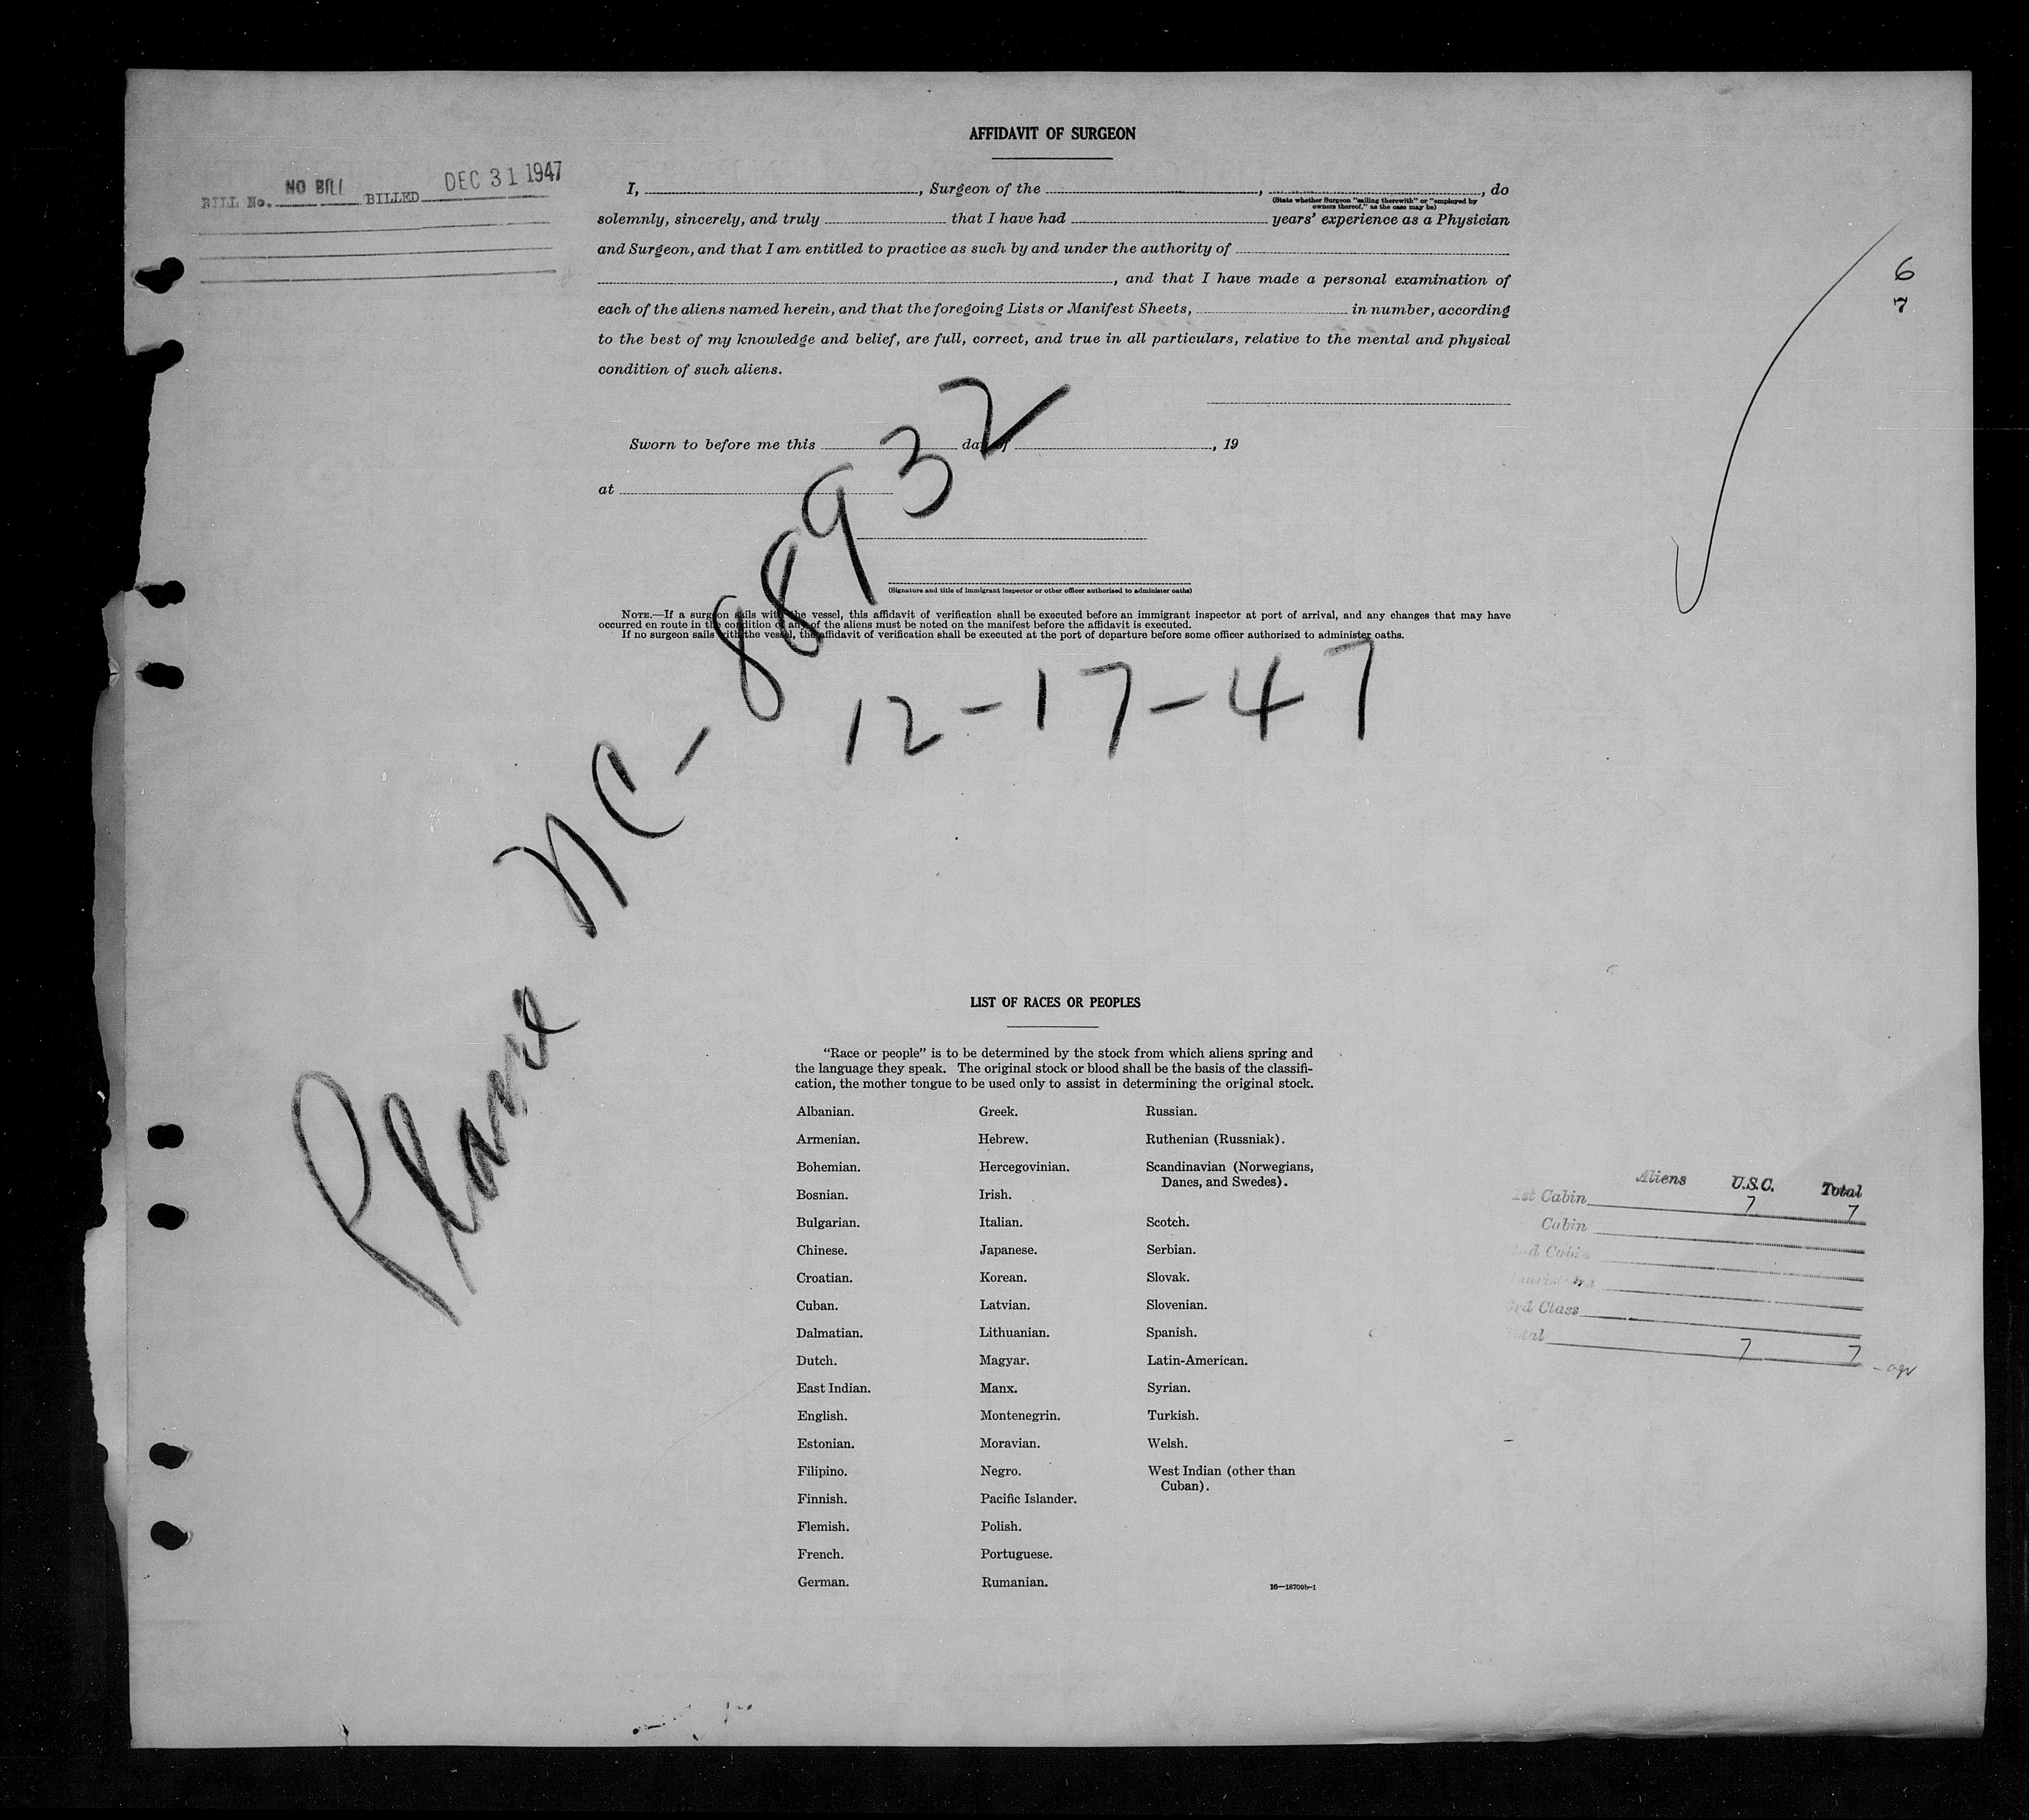 AFFIDAVIT OF SURGEON
BILL No. NO BILL BILLED DEC 31 1947
I, , Surgeon of the , , do
(State whether Surgeon "sailing therewith" or "employed by
owners thereof," as the case may be)
solemnly, sincerely, and truly that I have had years' experience as a Physician
and Surgeon, and that I am entitled to practice as such by and under the authority of
, and that I have made a personal examination of
each of the aliens named herein, and that the foregoing Lists or Manifest Sheets, in number, according
to the best of my knowledge and belief, are full, correct, and true in all particulars, relative to the mental and physical
condition of such aliens.
6
7
Sworn to before me this day of , 19
at
(Signature and title of immigrant inspector or other officer authorized to administer oaths)
NOTE.—If a surgeon sails with the vessel, this affidavit of verification shall be executed before an immigrant inspector at port of arrival, and any changes that may have
occurred en route in the condition of any of the aliens must be noted on the manifest before the affidavit is executed.
If no surgeon sails with the vessel, the affidavit of verification shall be executed at the port of departure before some officer authorized to administer oaths.
Plane NC-88932
12-17-47
LIST OF RACES OR PEOPLES
"Race or people" is to be determined by the stock from which aliens spring and
the language they speak. The original stock or blood shall be the basis of the classifi-
cation, the mother tongue to be used only to assist in determining the original stock.
Albanian.
Armenian.
Bohemian.
Bosnian.
Bulgarian.
Chinese.
Croatian.
Cuban.
Dalmatian.
Dutch.
East Indian.
English.
Estonian.
Filipino.
Finnish.
Flemish.
French.
German.
Greek.
Hebrew.
Hercegovinian.
Irish.
Italian.
Japanese.
Korean.
Latvian.
Lithuanian.
Magyar.
Manx.
Montenegrin.
Moravian.
Negro.
Pacific Islander.
Polish.
Portuguese.
Rumanian.
Russian.
Ruthenian (Russniak).
Scandinavian (Norwegians,
Danes, and Swedes).
Scotch.
Serbian.
Slovak.
Slovenian.
Spanish.
Latin-American.
Syrian.
Turkish.
Welsh.
West Indian (other than
Cuban).
16—18709b-1
Aliens U.S.C. Total
1st Cabin 7 7
Cabin
2nd Cabin
3rd Class
Total 7 7